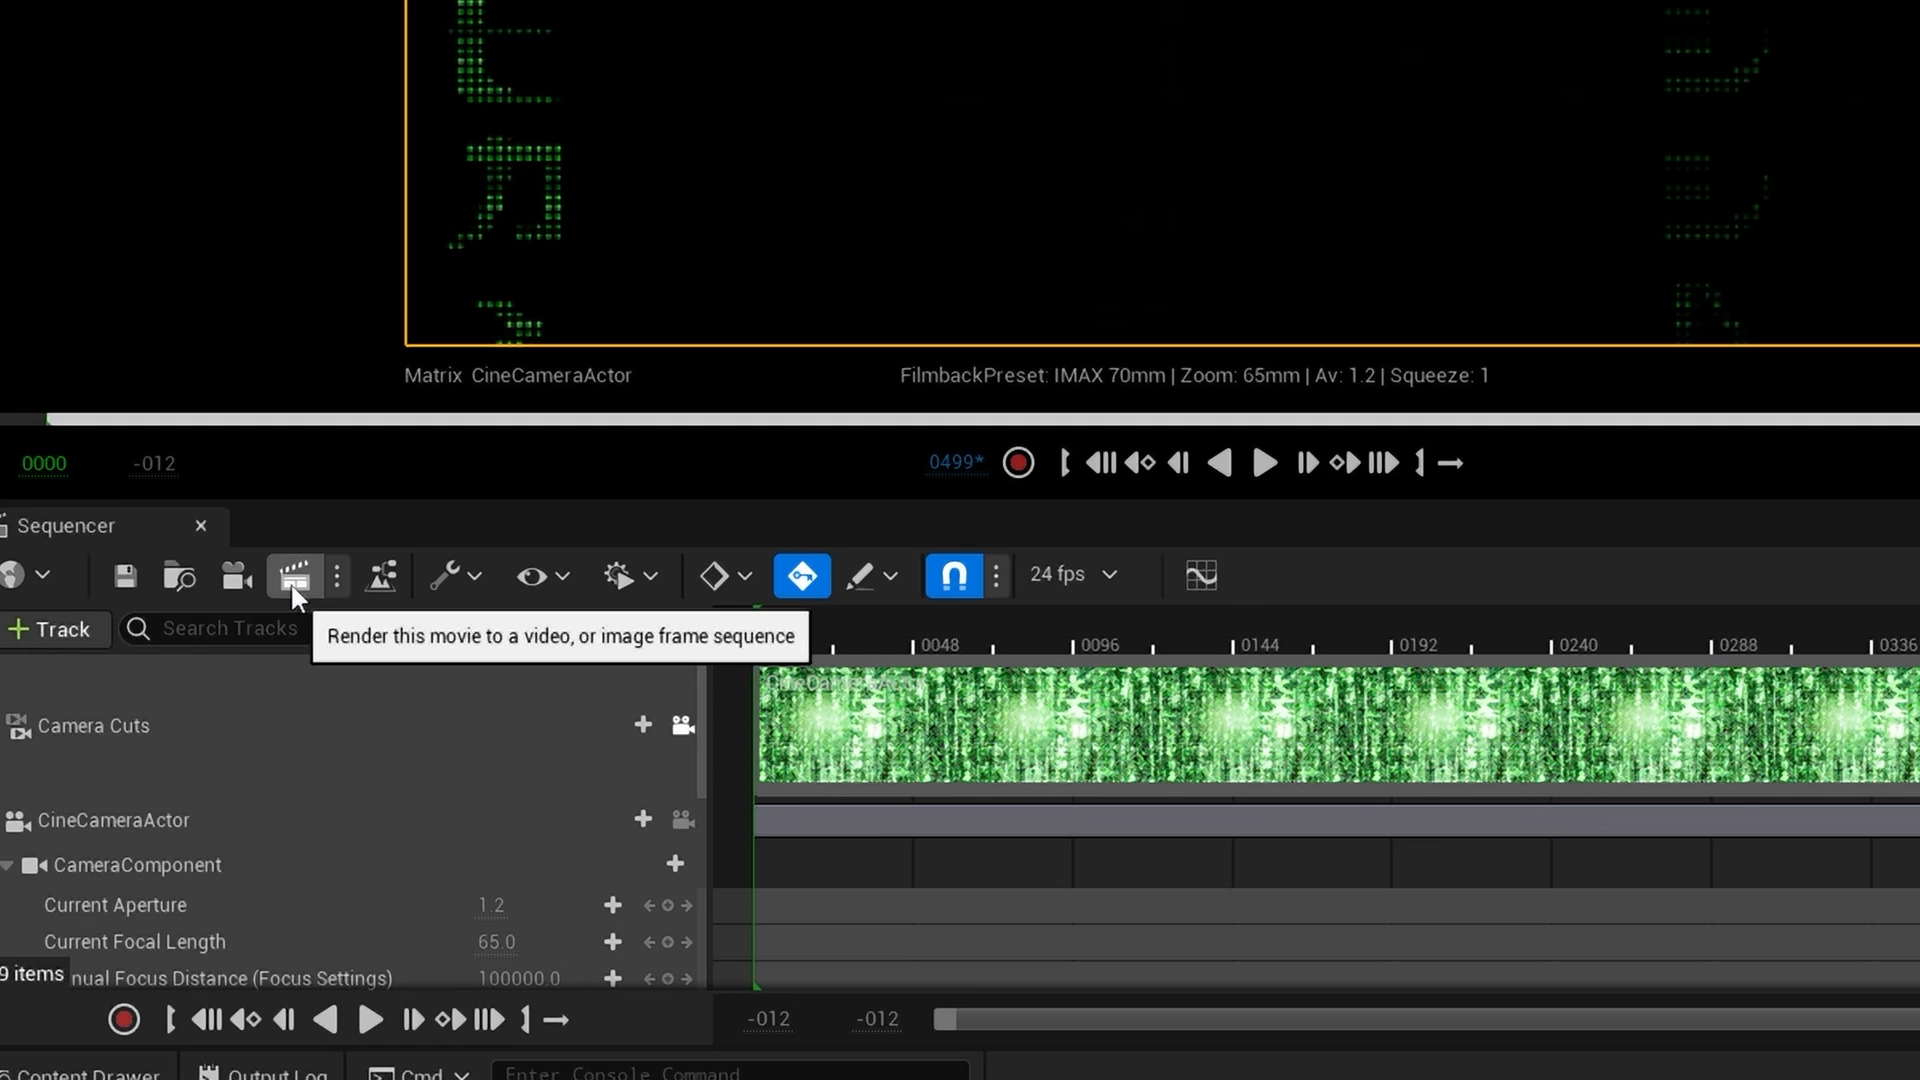 カ
Matrix CineCameraActor
FilmbackPreset: IMAX 70mm | Zoom: 65mm | Av: 1.2 | Squeeze: 1
0000 -012 0499*
Sequencer
24 fps
Track
Search Tracks
Render this movie to a video, or image frame sequence
0048 0096 0144 0192 0240 0288 0336
CineCameraActor
Camera Cuts
CineCameraActor
CameraComponent
Current Aperture 1.2
Current Focal Length 65.0
9 items
nual Focus Distance (Focus Settings) 100000.0
-012 -012
Content Drawer
Output Log
Cmd
Enter Console Command